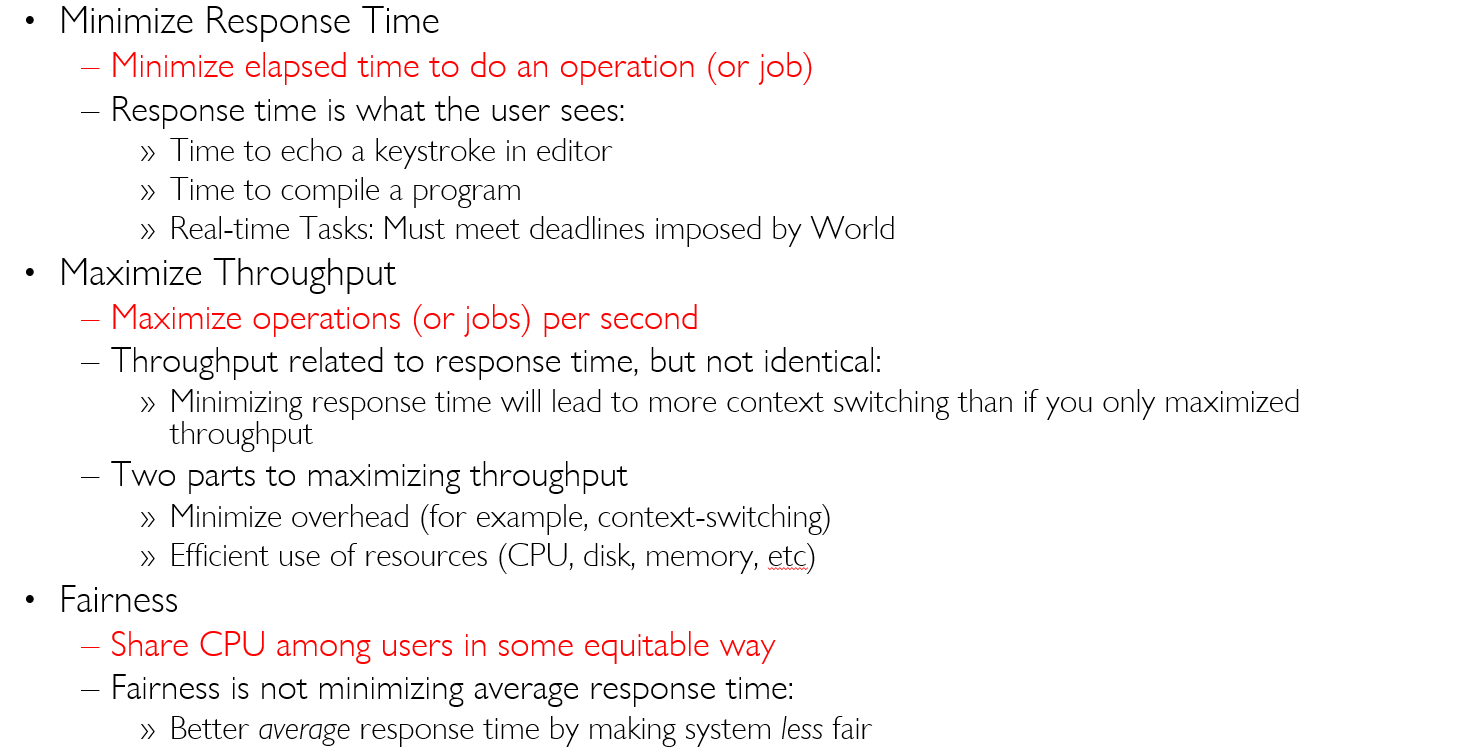 • Minimize Response Time
– Minimize elapsed time to do an operation (or job)
– Response time is what the user sees:
» Time to echo a keystroke in editor
» Time to compile a program
» Real-time Tasks: Must meet deadlines imposed by World
• Maximize Throughput
– Maximize operations (or jobs) per second
– Throughput related to response time, but not identical:
» Minimizing response time will lead to more context switching than if you only maximized
throughput
– Two parts to maximizing throughput
» Minimize overhead (for example, context-switching)
» Efficient use of resources (CPU, disk, memory, etc)
• Fairness
– Share CPU among users in some equitable way
– Fairness is not minimizing average response time:
» Better average response time by making system less fair